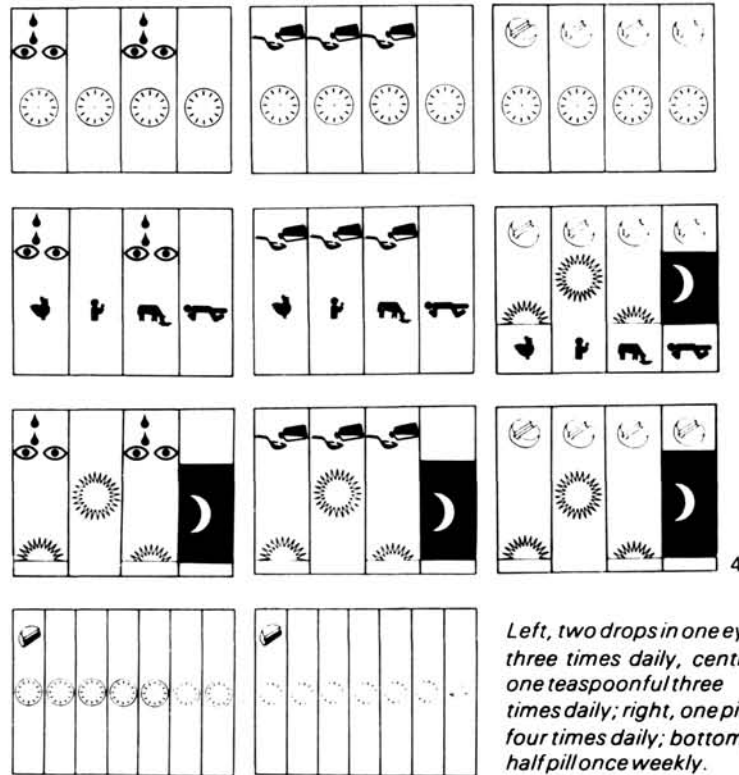 4
Left, two drops in one ey
three times daily, cent
one teaspoonful three
times daily; right, one pi
four times daily; bottom
half pill once weekly.